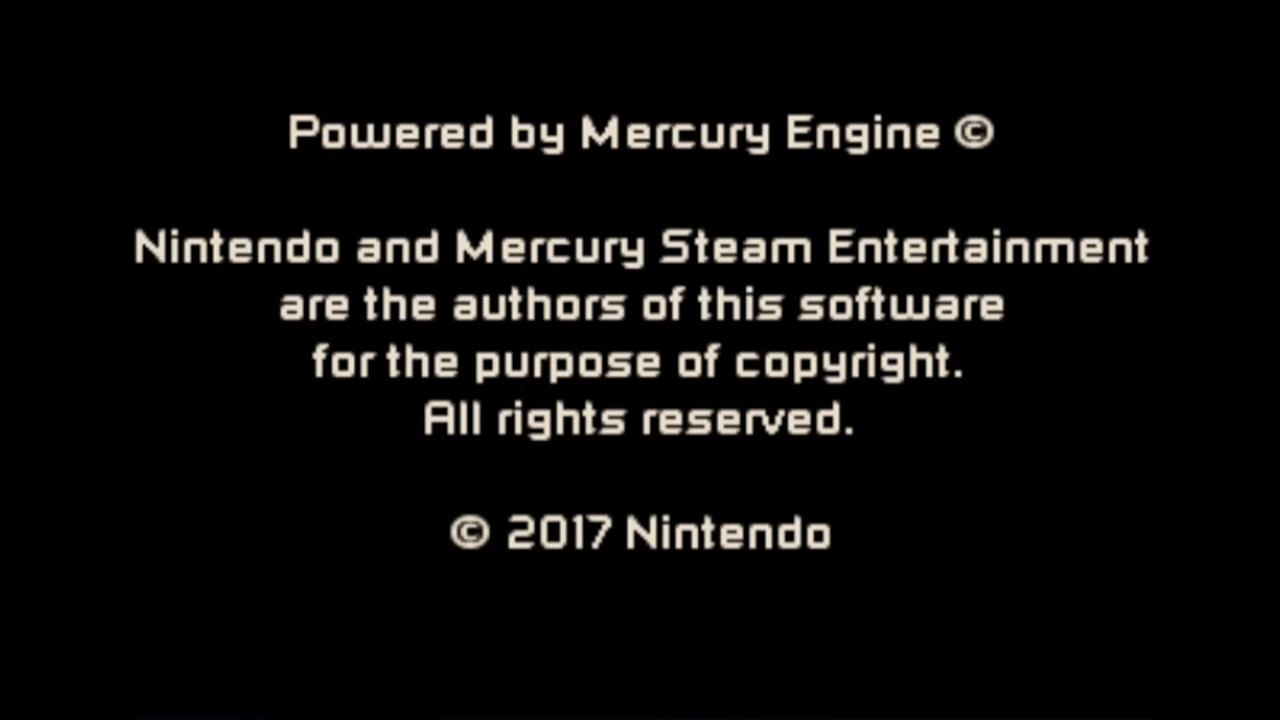 Powered by Mercury Engine ©
Nintendo and Mercury Steam Entertainment
are the authors of this software
for the purpose of copyright.
All rights reserved.
© 2017 Nintendo